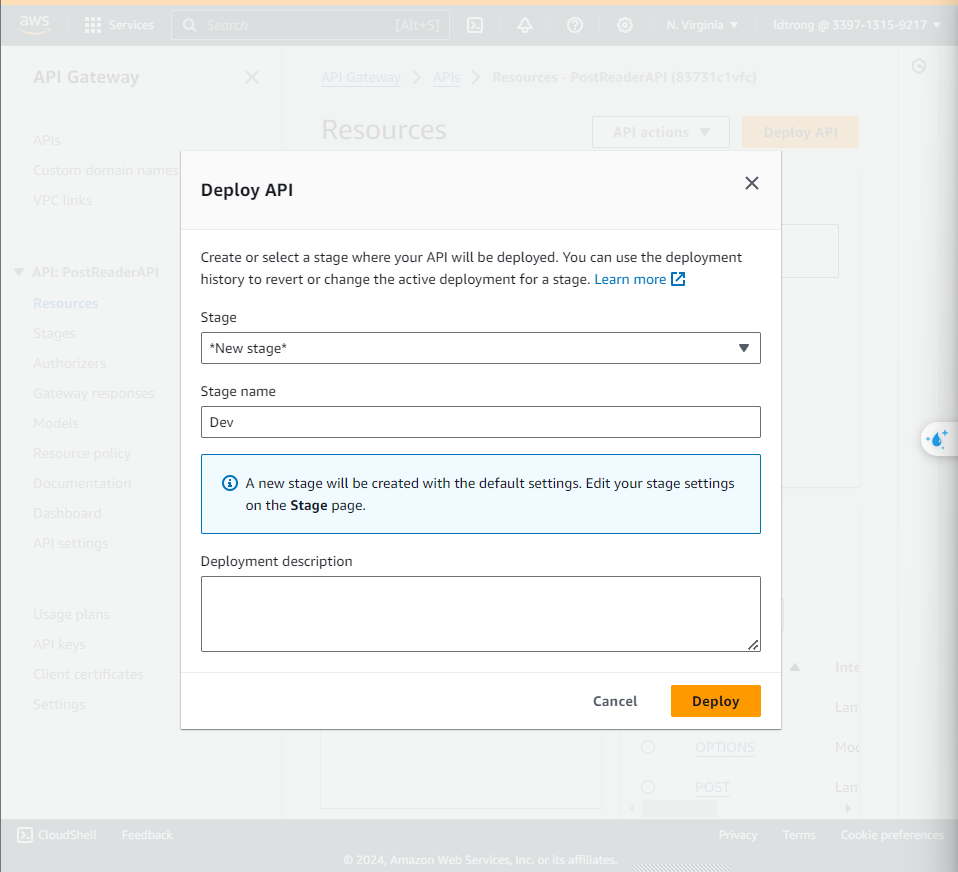 aws
Services
Search
[Alt+S]
N. Virginia
ldtrong @ 3397-1315-9217
API Gateway
API Gateway
APIs
Resources - PostReaderAPI (83731c1vfc)
Resources
API actions
Deploy API
APIs
Custom domain names
VPC links
API: PostReaderAPI
Resources
Stages
Authorizers
Gateway responses
Models
Resource policy
Documentation
Dashboard
API settings
Usage plans
API keys
Client certificates
Settings
Deploy API
Create or select a stage where your API will be deployed. You can use the deployment
history to revert or change the active deployment for a stage. Learn more
Stage
*New stage*
Stage name
Dev
A new stage will be created with the default settings. Edit your stage settings
on the Stage page.
Deployment description
Cancel
Deploy
Inte
Lam
OPTIONS
Moc
POST
Lam
CloudShell
Feedback
Privacy
Terms
Cookie preferences
© 2024, Amazon Web Services, Inc. or its affiliates.